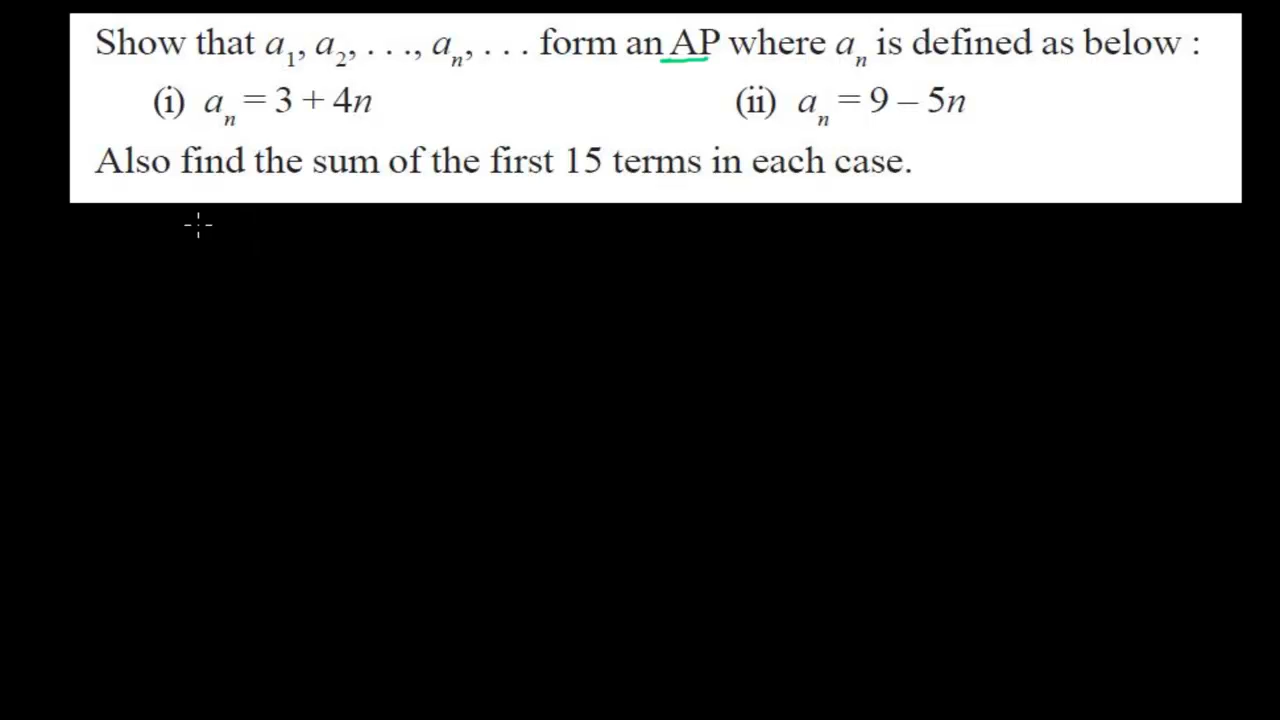 Show that a₁, a₂, . . ., aₙ, . . . form an AP where aₙ is defined as below :
(i) aₙ = 3 + 4n (ii) aₙ = 9 – 5n
Also find the sum of the first 15 terms in each case.